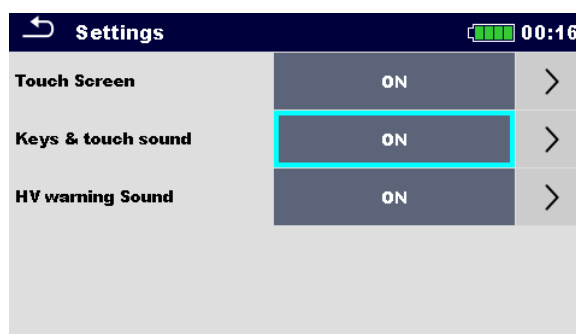 Settings 00:16
Touch Screen ON
Keys & touch sound ON
HV warning Sound ON